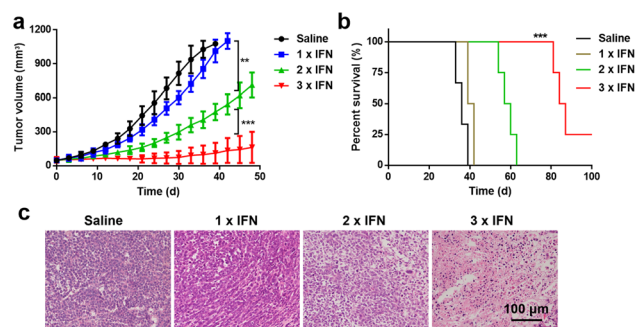 a
Tumor volume (mm³)
1200
900
600
300
0
0 10 20 30 40 50
Time (d)
Saline
1 x IFN
2 x IFN
3 x IFN
**
***
b
Percent survival (%)
125
100
75
50
25
0
0 20 40 60 80 100
Time (d)
***
Saline
1 x IFN
2 x IFN
3 x IFN
c
Saline 1 x IFN 2 x IFN 3 x IFN
100 μm